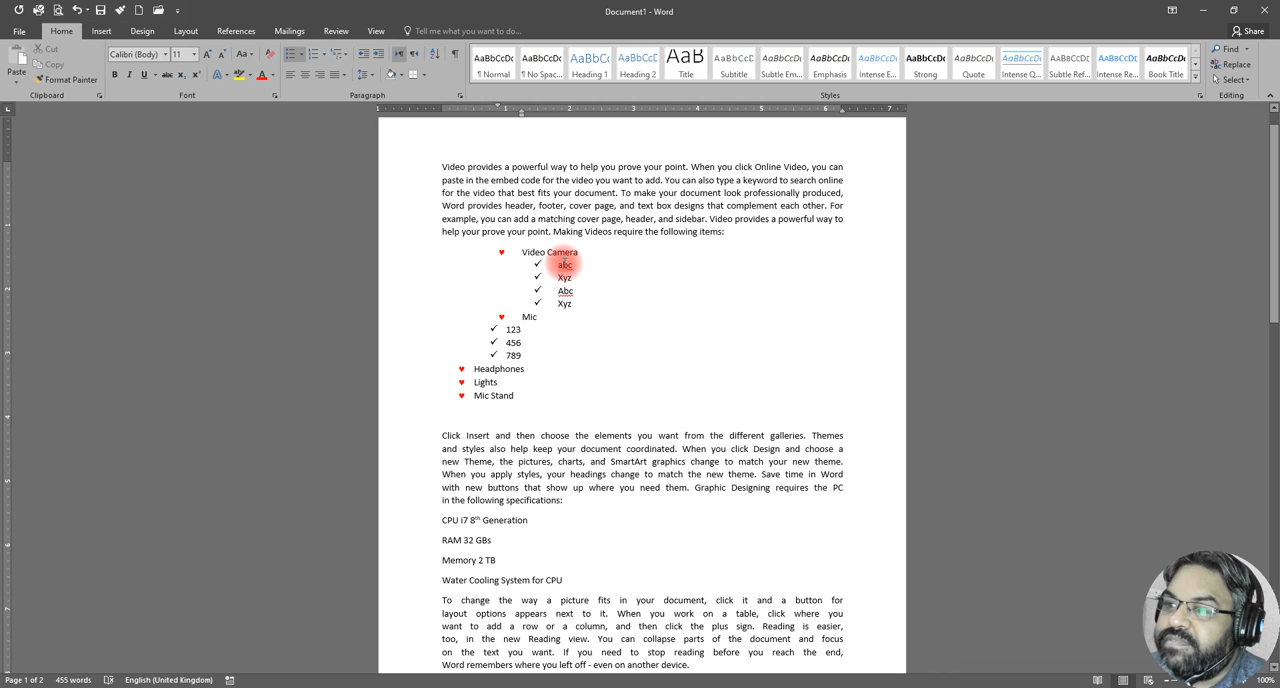 Document1 - Word
File Home Insert Design Layout References Mailings Review View Tell me what you want to do... Share
Paste Cut Copy Format Painter
Calibri (Body) 11
AaBbCcDc AaBbCcDc AaBbCc AaBbCcD AaB AaBbCcD AaBbCcDc AaBbCcDc AaBbCcDc AaBbCcDc AaBbCcDc AaBbCcDc AaBbCcDc AaBbCcDc AaBbCcDc
¶ Normal ¶ No Spac... Heading 1 Heading 2 Title Subtitle Subtle Em... Emphasis Intense E... Strong Quote Intense Q... Subtle Ref... Intense Re... Book Title
Find Replace Select
Clipboard Font Paragraph Styles Editing
Video provides a powerful way to help you prove your point. When you click Online Video, you can
paste in the embed code for the video you want to add. You can also type a keyword to search online
for the video that best fits your document. To make your document look professionally produced,
Word provides header, footer, cover page, and text box designs that complement each other. For
example, you can add a matching cover page, header, and sidebar. Video provides a powerful way to
help your prove your point. Making Videos require the following items:
♥ Video Camera
✓ abc
✓ Xyz
✓ Abc
✓ Xyz
♥ Mic
✓ 123
✓ 456
✓ 789
♥ Headphones
♥ Lights
♥ Mic Stand
Click Insert and then choose the elements you want from the different galleries. Themes
and styles also help keep your document coordinated. When you click Design and choose a
new Theme, the pictures, charts, and SmartArt graphics change to match your new theme.
When you apply styles, your headings change to match the new theme. Save time in Word
with new buttons that show up where you need them. Graphic Designing requires the PC
in the following specifications:
CPU i7 8th Generation
RAM 32 GBs
Memory 2 TB
Water Cooling System for CPU
To change the way a picture fits in your document, click it and a button for
layout options appears next to it. When you work on a table, click where you
want to add a row or a column, and then click the plus sign. Reading is easier,
too, in the new Reading view. You can collapse parts of the document and focus
on the text you want. If you need to stop reading before you reach the end,
Word remembers where you left off - even on another device.
Page 1 of 2 455 words English (United Kingdom) 100%